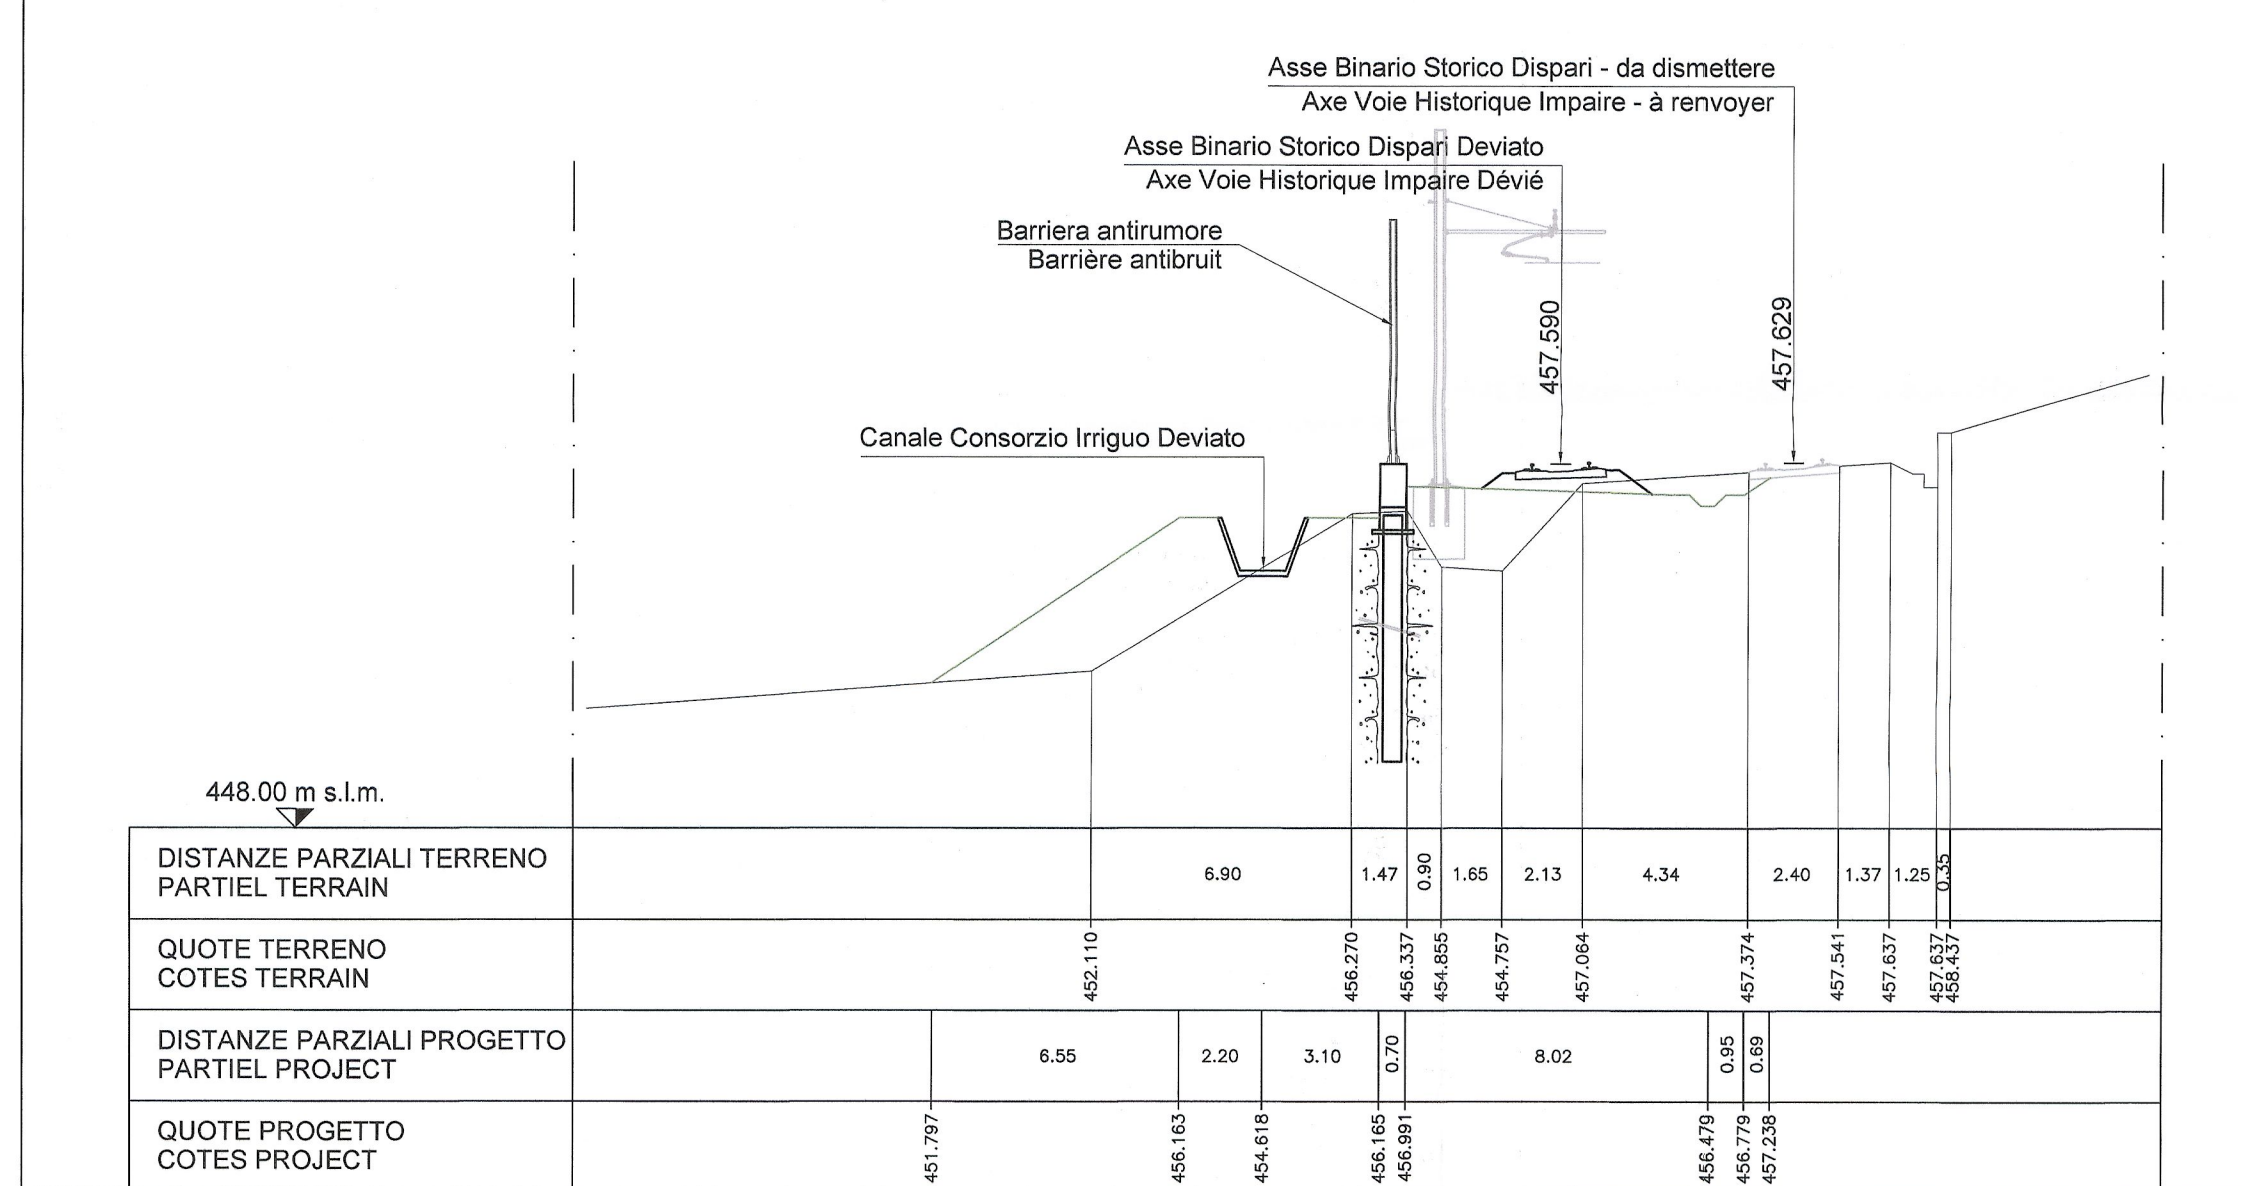 Asse Binario Storico Dispari - da dismettere
Axe Voie Historique Impaire - à renvoyer
Asse Binario Storico Dispari Deviato
Axe Voie Historique Impaire Dévié
Barriera antirumore
Barrière antibruit
457.590
457.629
Canale Consorzio Irriguo Deviato
448.00 m s.l.m.
DISTANZE PARZIALI TERRENO
PARTIEL TERRAIN
6.90 1.47 0.90 1.65 2.13 4.34 2.40 1.37 1.25 0.35
QUOTE TERRENO
COTES TERRAIN
452.110 456.270 456.337 454.855 454.757 457.064 457.374 457.541 457.637 457.637 458.437
DISTANZE PARZIALI PROGETTO
PARTIEL PROJECT
6.55 2.20 3.10 0.70 8.02 0.95 0.69
QUOTE PROGETTO
COTES PROJECT
451.797 456.163 454.618 456.165 456.991 456.479 456.779 457.238